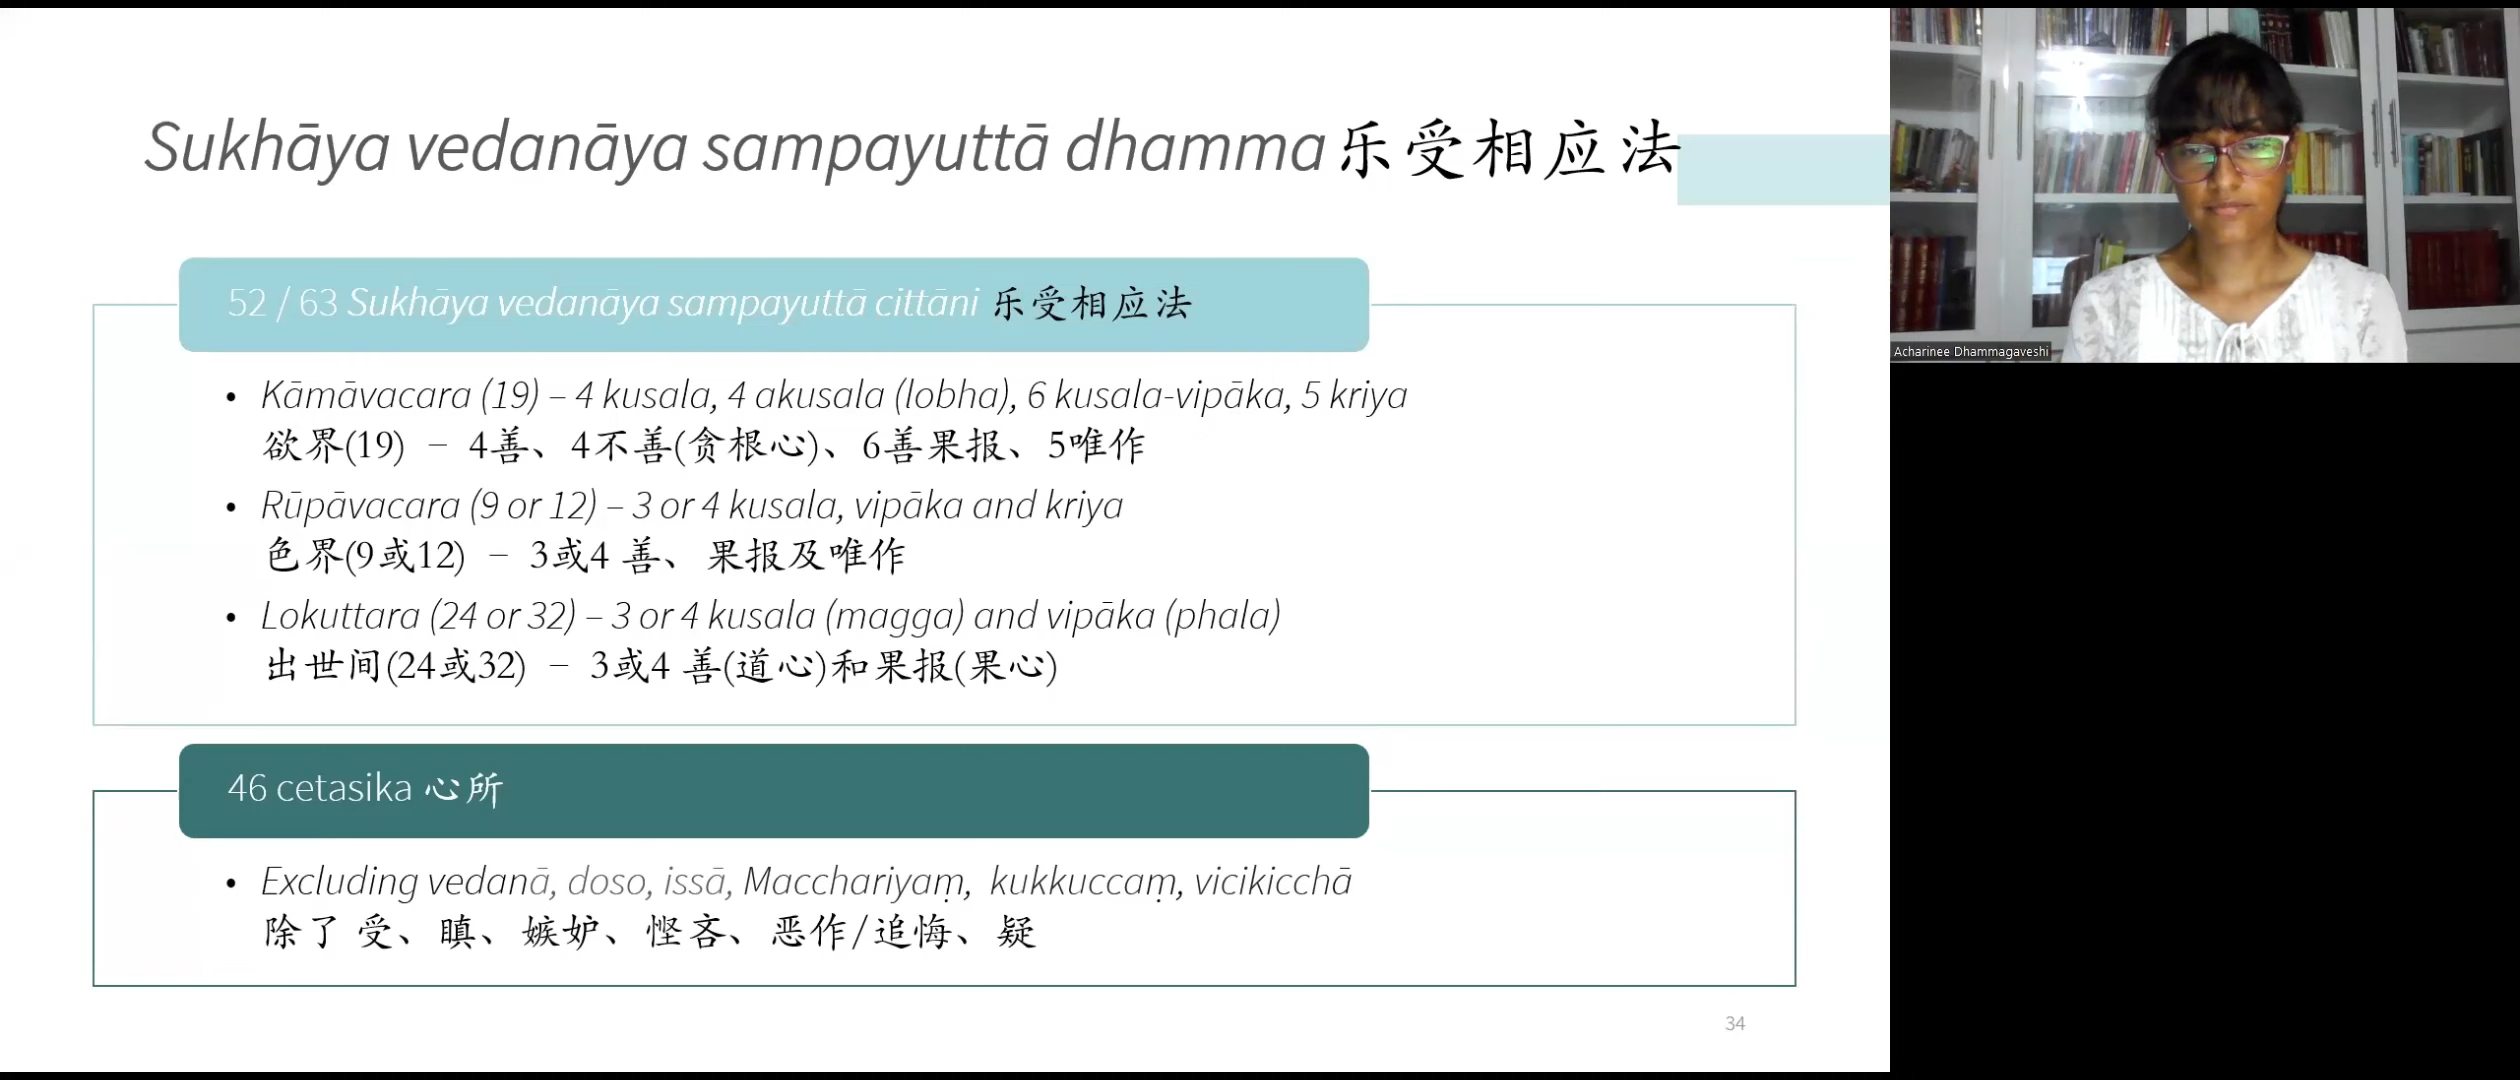 Sukhāya vedanāya sampayuttā dhamma 乐受相应法
52 / 63 Sukhāya vedanāya sampayuttā cittāni 乐受相应法
• Kāmāvacara (19) – 4 kusala, 4 akusala (lobha), 6 kusala-vipāka, 5 kriya
欲界(19) – 4善、4不善(贪根心)、6善果报、5唯作
• Rūpāvacara (9 or 12) – 3 or 4 kusala, vipāka and kriya
色界(9或12) – 3或4 善、果报及唯作
• Lokuttara (24 or 32) – 3 or 4 kusala (magga) and vipāka (phala)
出世间(24或32) – 3或4 善(道心)和果报(果心)
46 cetasika 心所
• Excluding vedanā, doso, issā, Macchariyaṃ, kukkuccaṃ, vicikicchā
除了 受、瞋、嫉妒、悭吝、恶作/追悔、疑
34
Acharinee Dhammagaveshi